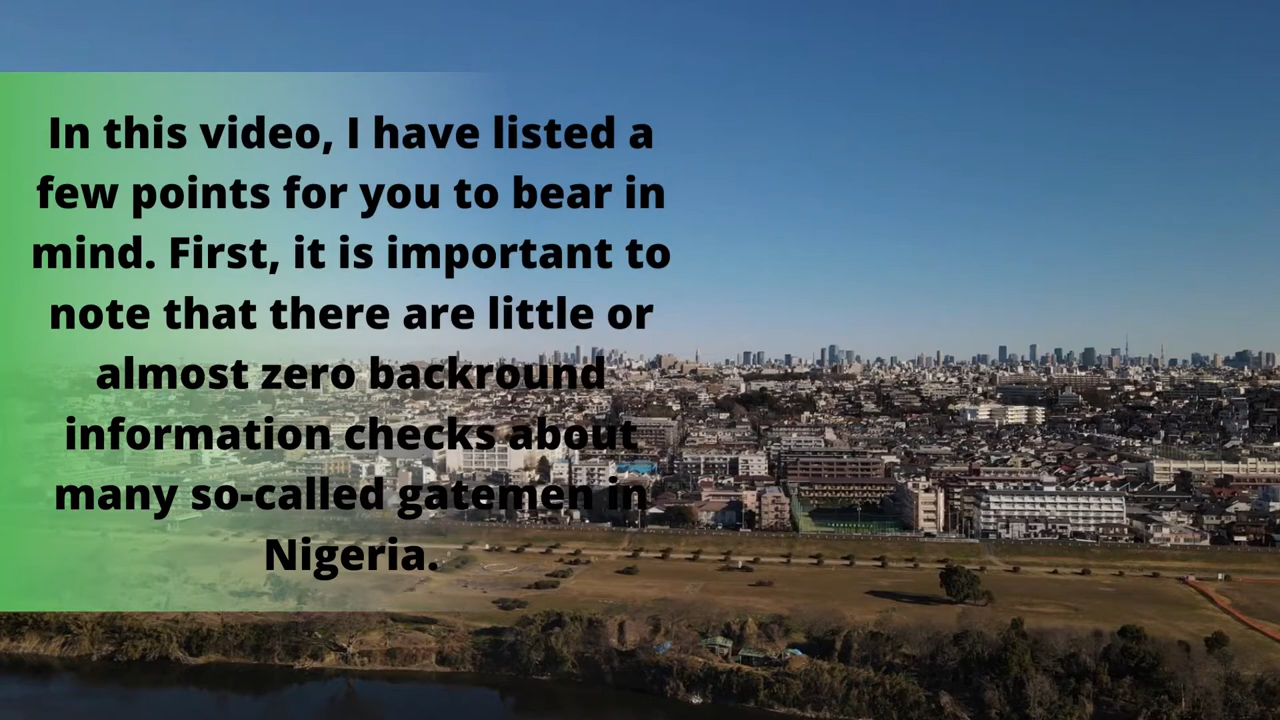 In this video, I have listed a
few points for you to bear in
mind. First, it is important to
note that there are little or
almost zero backround
information checks about
many so-called gatemen in
Nigeria.